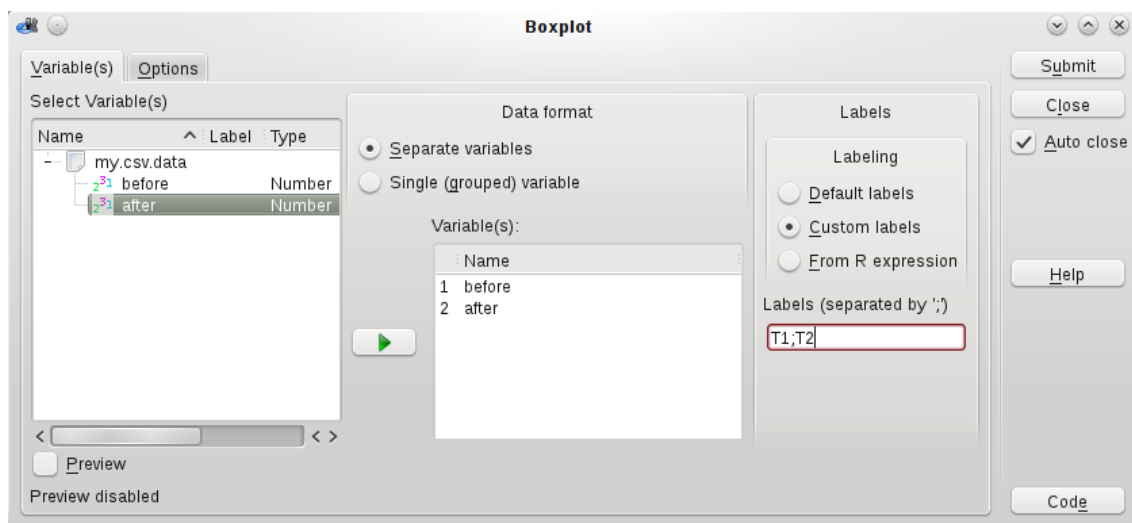 Boxplot
Variable(s)
Options
Submit
Close
Auto close
Help
Code
Select Variable(s)
Name Label Type
my.csv.data
before Number
after Number
Preview
Preview disabled
Data format
Separate variables
Single (grouped) variable
Variable(s):
Name
1 before
2 after
Labels
Labeling
Default labels
Custom labels
From R expression
Labels (separated by ';')
T1;T2